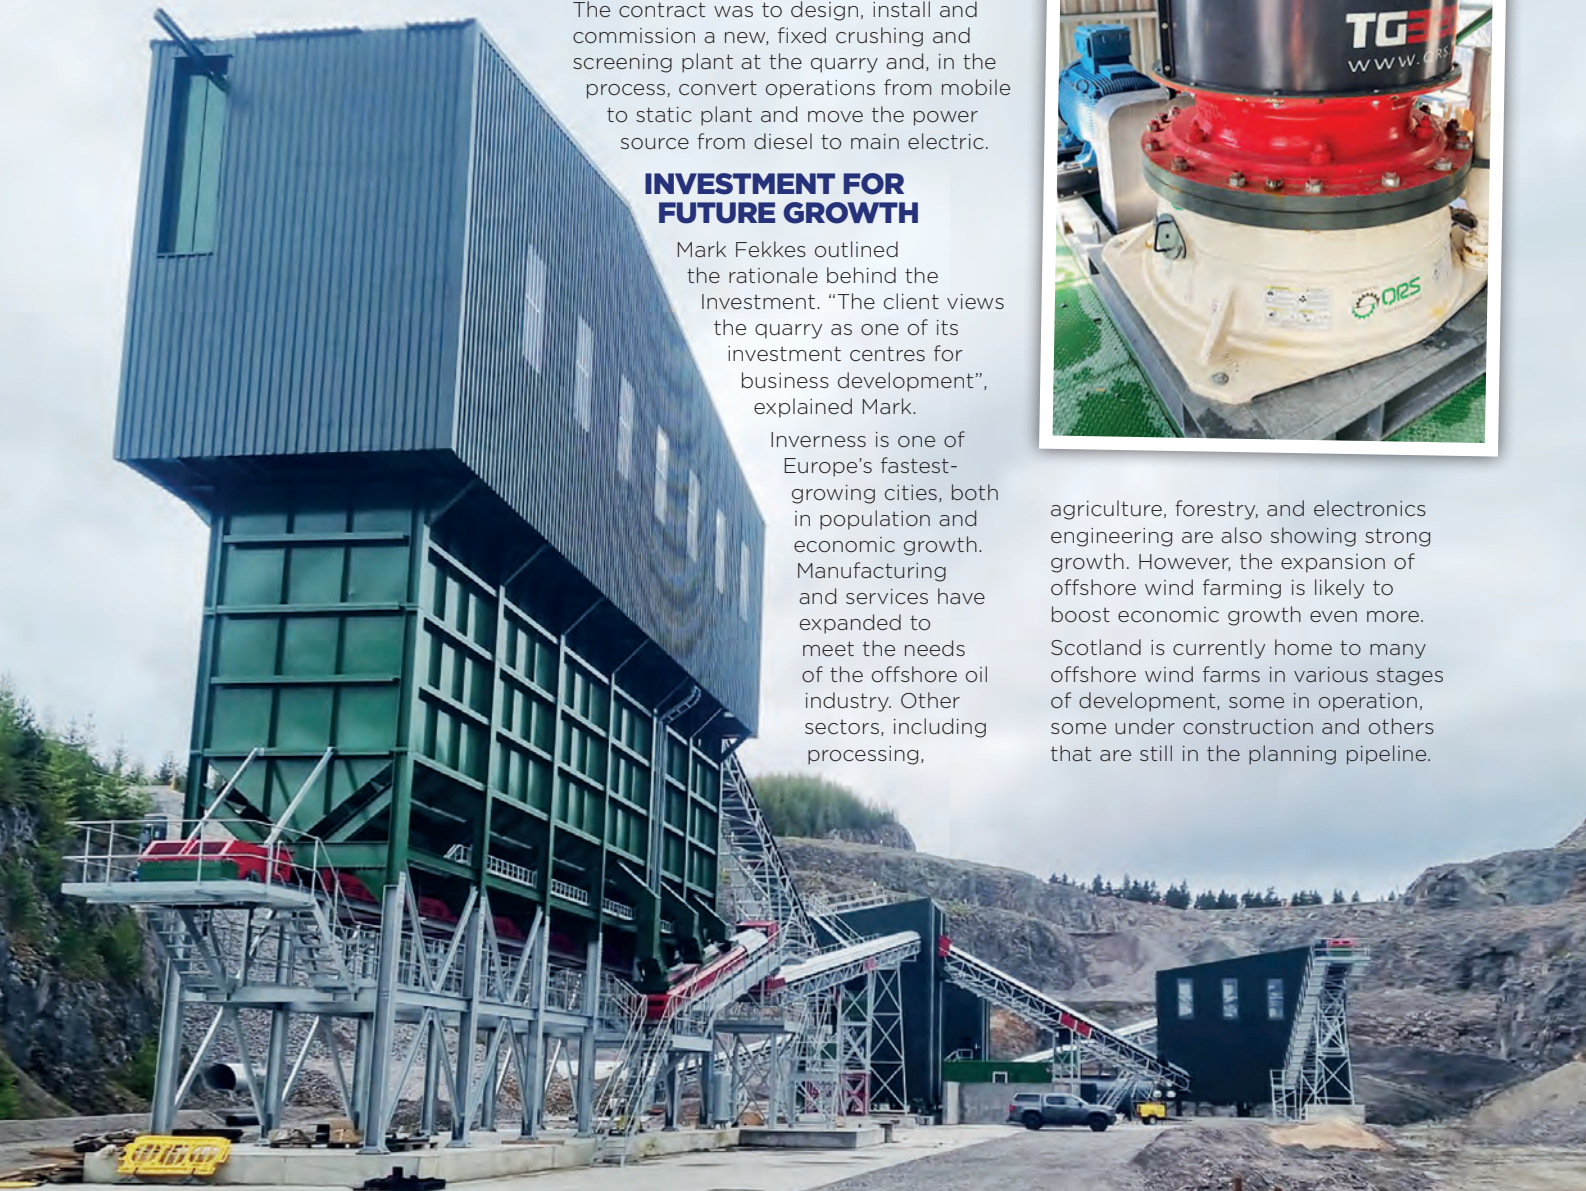 The contract was to design, install and
commission a new, fixed crushing and
screening plant at the quarry and, in the
process, convert operations from mobile
to static plant and move the power
source from diesel to main electric.
INVESTMENT FOR
FUTURE GROWTH
Mark Fekkes outlined
the rationale behind the
Investment. “The client views
the quarry as one of its
investment centres for
business development”,
explained Mark.
Inverness is one of
Europe’s fastest-
growing cities, both
in population and
economic growth.
Manufacturing
and services have
expanded to
meet the needs
of the offshore oil
industry. Other
sectors, including
processing,
agriculture, forestry, and electronics
engineering are also showing strong
growth. However, the expansion of
offshore wind farming is likely to
boost economic growth even more.
Scotland is currently home to many
offshore wind farms in various stages
of development, some in operation,
some under construction and others
that are still in the planning pipeline.
WWW.QRS.
QRS